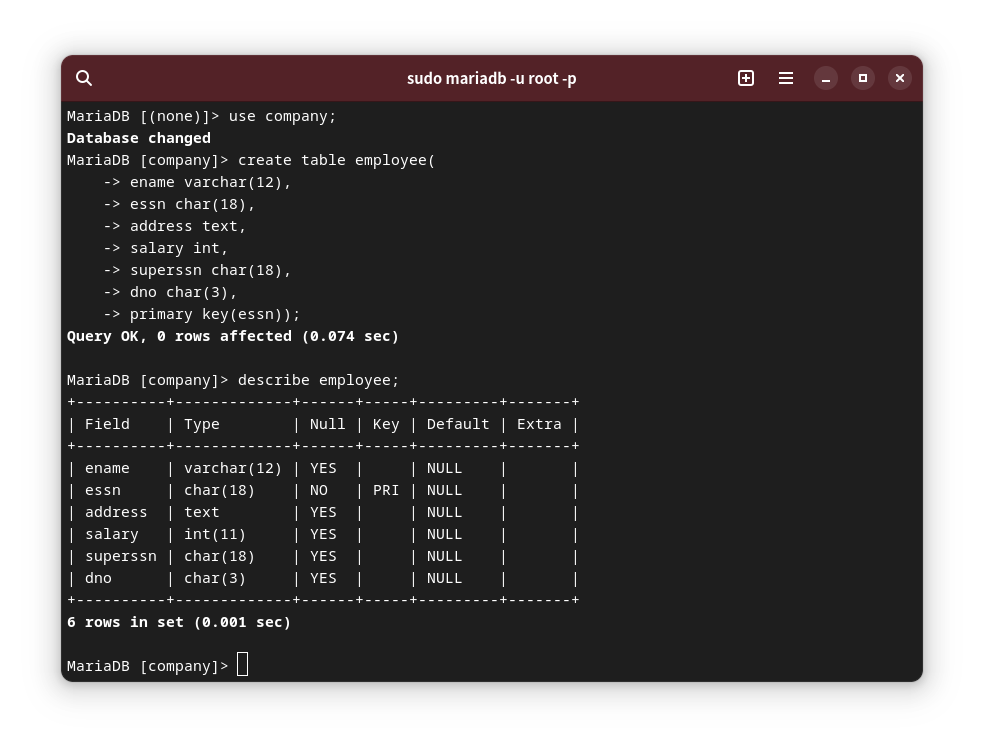 sudo mariadb -u root -p
MariaDB [(none)]> use company;
Database changed
MariaDB [company]> create table employee(
    -> ename varchar(12),
    -> essn char(18),
    -> address text,
    -> salary int,
    -> superssn char(18),
    -> dno char(3),
    -> primary key(essn));
Query OK, 0 rows affected (0.074 sec)

MariaDB [company]> describe employee;
+----------+-------------+------+-----+---------+-------+
| Field    | Type        | Null | Key | Default | Extra |
+----------+-------------+------+-----+---------+-------+
| ename    | varchar(12) | YES  |     | NULL    |       |
| essn     | char(18)    | NO   | PRI | NULL    |       |
| address  | text        | YES  |     | NULL    |       |
| salary   | int(11)     | YES  |     | NULL    |       |
| superssn | char(18)    | YES  |     | NULL    |       |
| dno      | char(3)     | YES  |     | NULL    |       |
+----------+-------------+------+-----+---------+-------+
6 rows in set (0.001 sec)

MariaDB [company]>